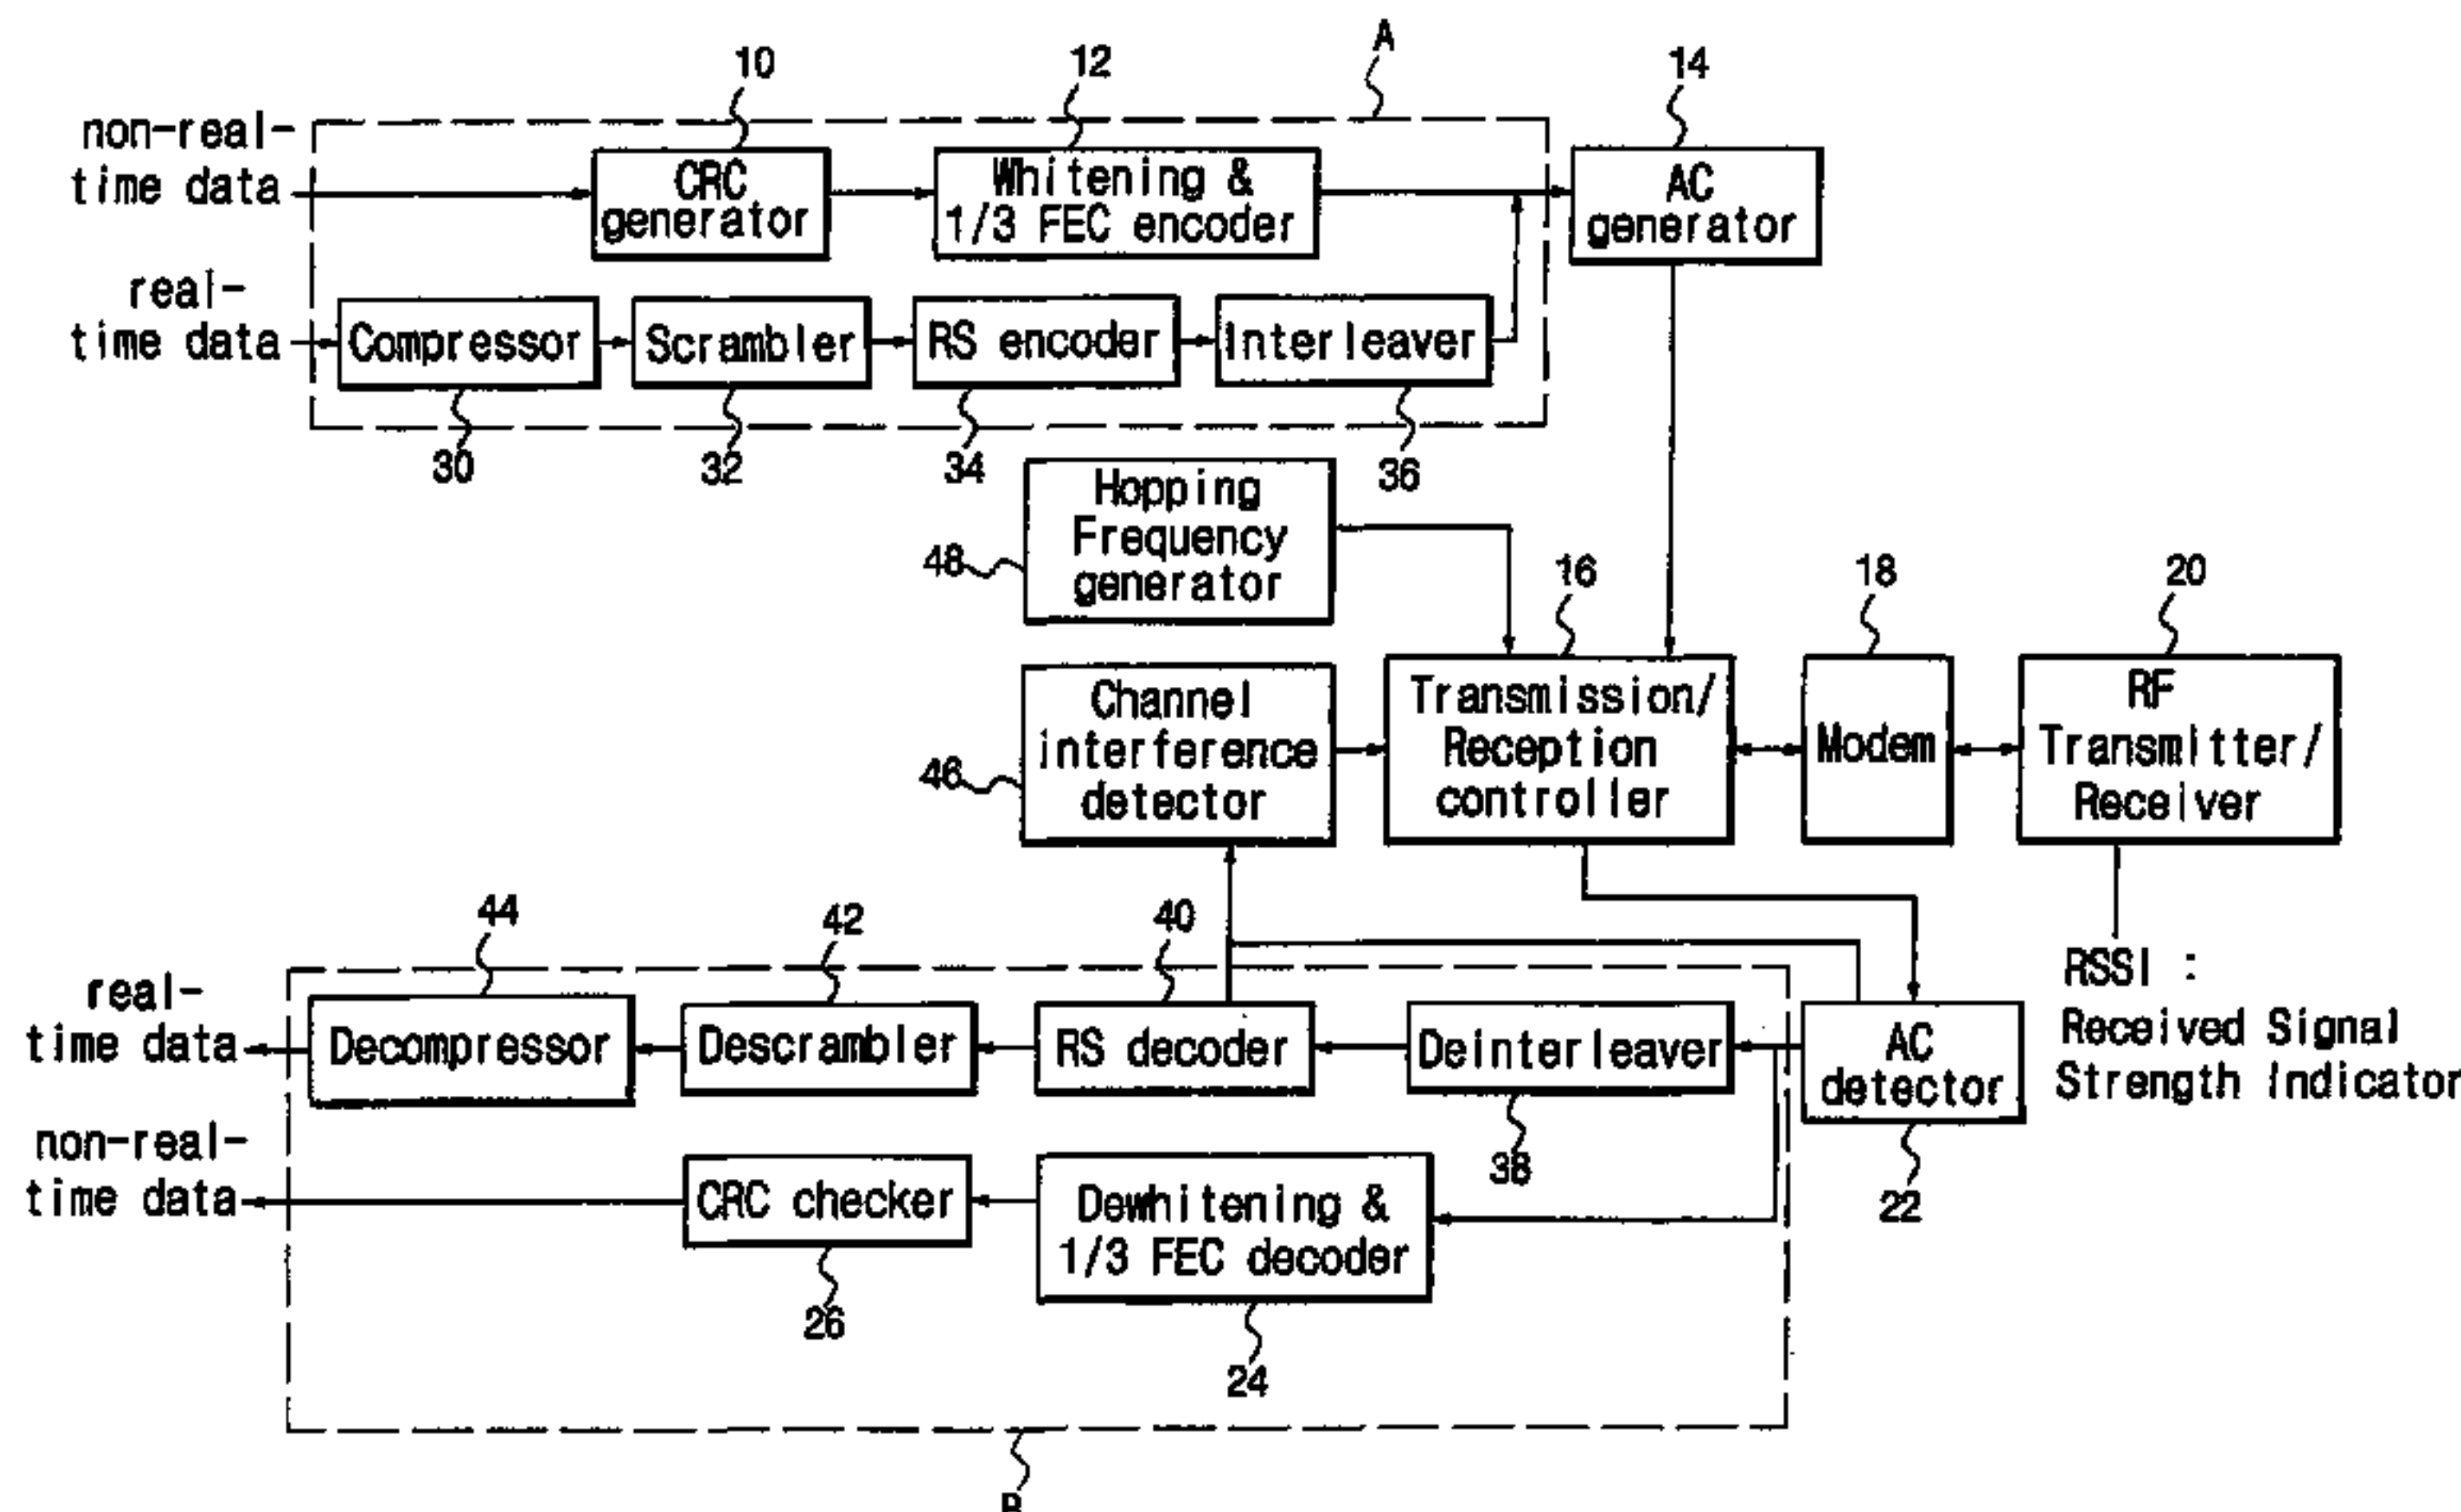 A
10
12
14
non-real-
time data
CRC
generator
Whitening &
1/3 FEC encoder
AC
generator
real-
time data
Compressor
Scrambler
RS encoder
Interleaver
30
32
34
36
Hopping
Frequency
generator
48
16
18
20
Channel
interference
detector
46
Transmission/
Reception
controller
Modem
RF
Transmitter/
Receiver
44
42
40
RSSI :
Received Signal
Strength Indicator
real-
time data
Decompressor
Descrambler
RS decoder
Deinterleaver
AC
detector
38
22
non-real-
time data
CRC checker
Dewhitening &
1/3 FEC decoder
26
24